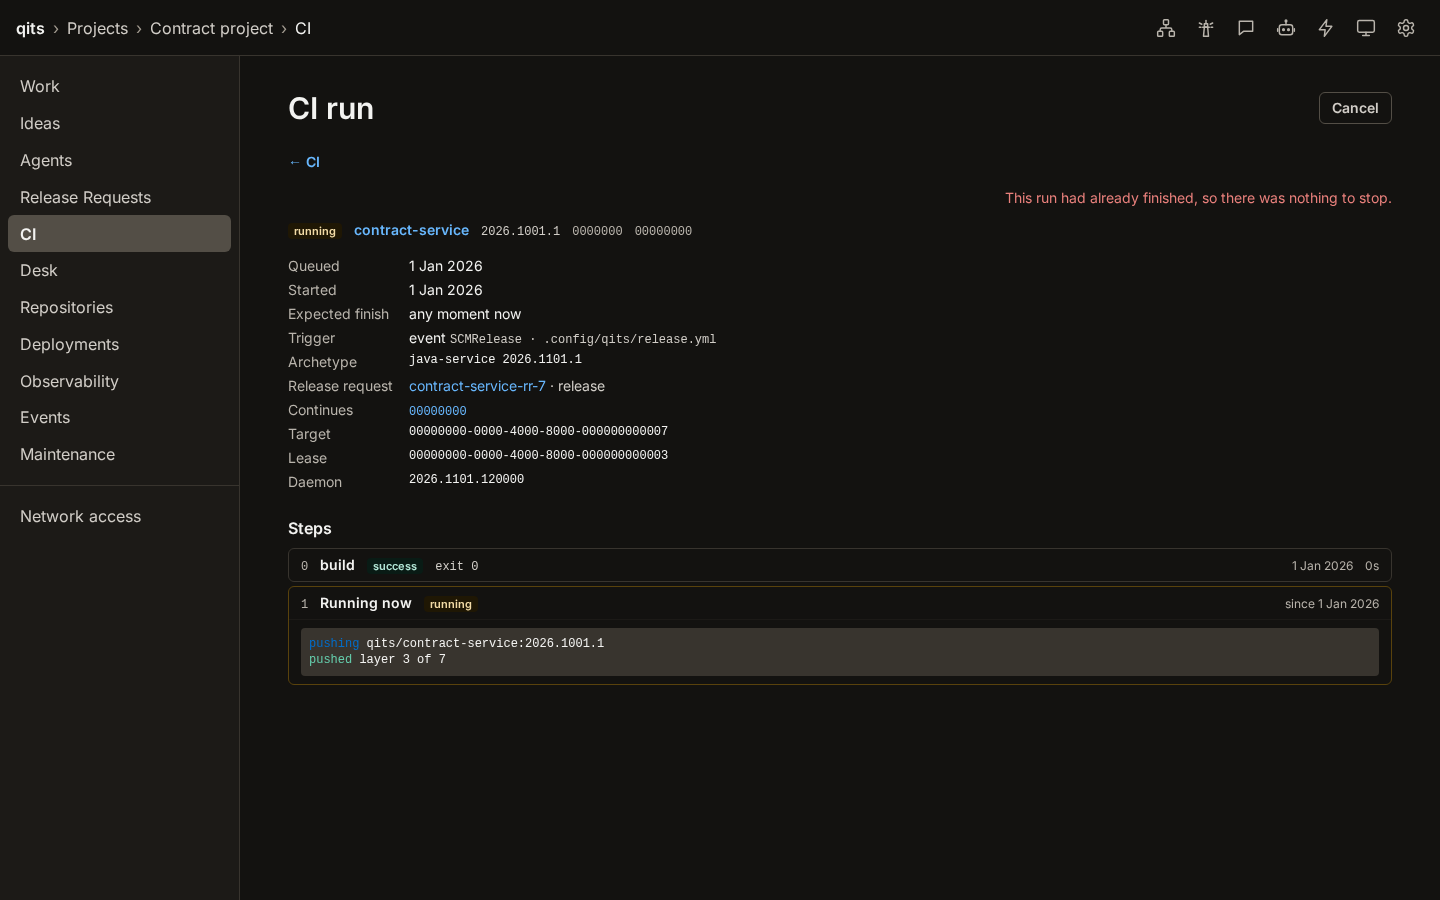 qits › Projects › Contract project › CI
Work
Ideas
Agents
Release Requests
CI
Desk
Repositories
Deployments
Observability
Events
Maintenance
Network access
CI run
Cancel
← CI
This run had already finished, so there was nothing to stop.
running contract-service 2026.1001.1 0000000 00000000
Queued 1 Jan 2026
Started 1 Jan 2026
Expected finish any moment now
Trigger event SCMRelease · .config/qits/release.yml
Archetype java-service 2026.1101.1
Release request contract-service-rr-7 · release
Continues 00000000
Target 00000000-0000-4000-8000-000000000007
Lease 00000000-0000-4000-8000-000000000003
Daemon 2026.1101.120000
Steps
0 build success exit 0 1 Jan 2026 0s
1 Running now running since 1 Jan 2026
pushing qits/contract-service:2026.1001.1
pushed layer 3 of 7